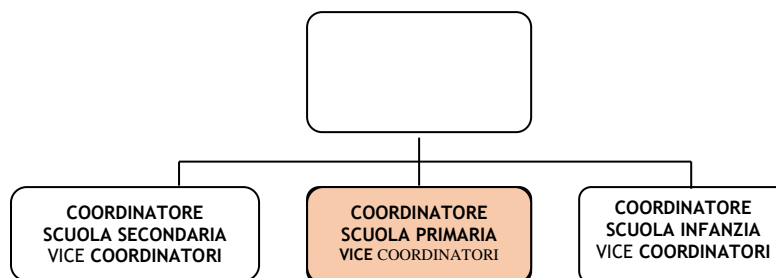 COORDINATORE
SCUOLA SECONDARIA
VICE COORDINATORI
COORDINATORE
SCUOLA PRIMARIA
VICE COORDINATORI
COORDINATORE
SCUOLA INFANZIA
VICE COORDINATORI